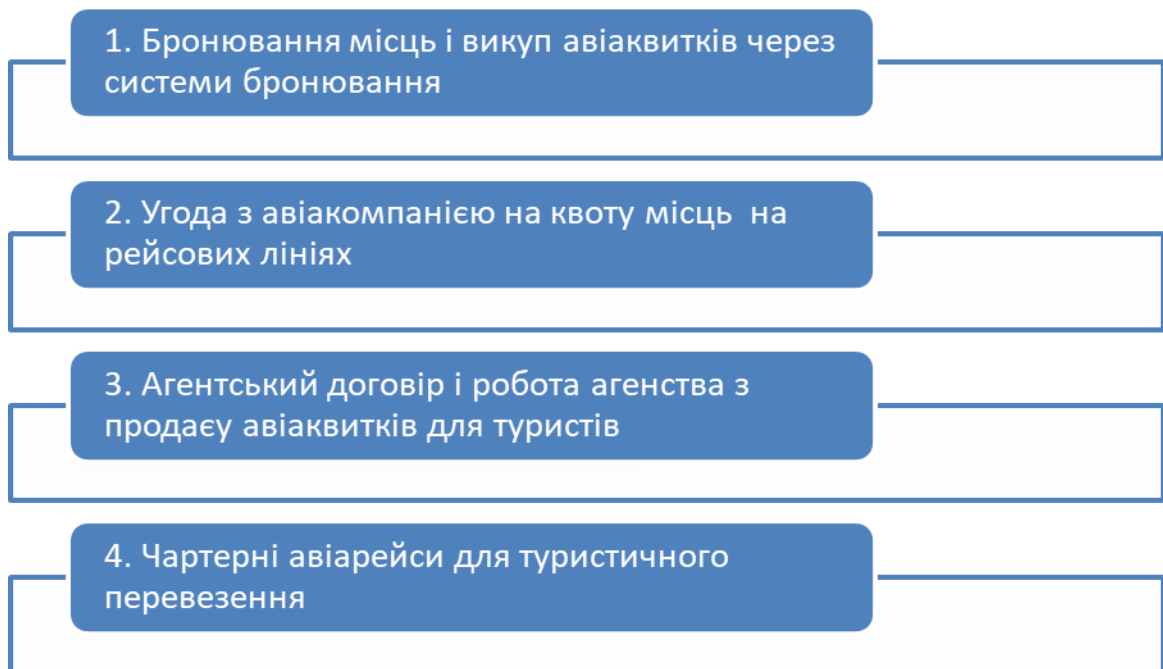 1. Бронювання місць і викуп авіаквитків через
системи бронювання
2. Угода з авіакомпанією на квоту місць  на
рейсових лініях
3. Агентський договір і робота агенства з
продаєу авіаквитків для туристів
4. Чартерні авіарейси для туристичного
перевезення